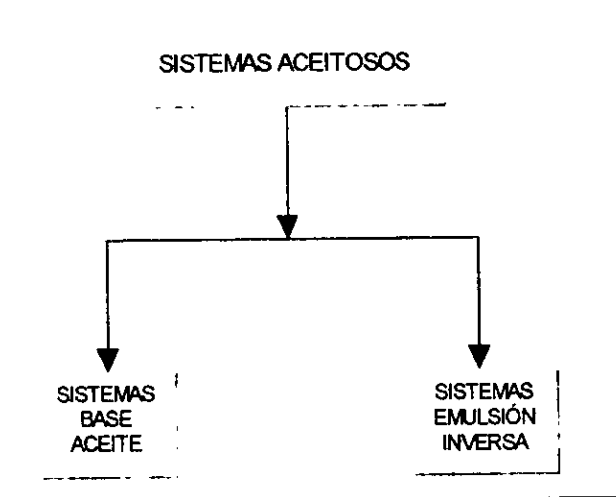 SISTEMAS ACEITOSOS
SISTEMAS
BASE
ACEITE
SISTEMAS
EMULSIÓN
INVERSA